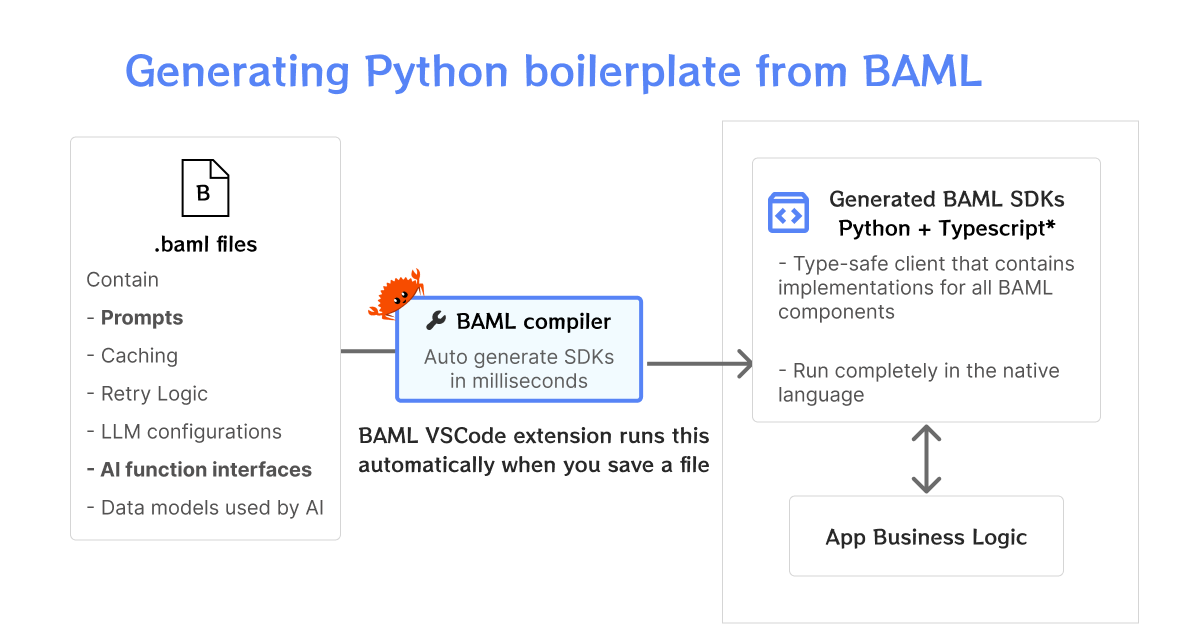 Generating Python boilerplate from BAML
B
.baml files
Contain
- Prompts
- Caching
- Retry Logic
- LLM configurations
- AI function interfaces
- Data models used by AI
BAML compiler
Auto generate SDKs
in milliseconds
BAML VSCode extension runs this
automatically when you save a file
Generated BAML SDKs
Python + Typescript*
- Type-safe client that contains
implementations for all BAML
components
- Run completely in the native
language
App Business Logic